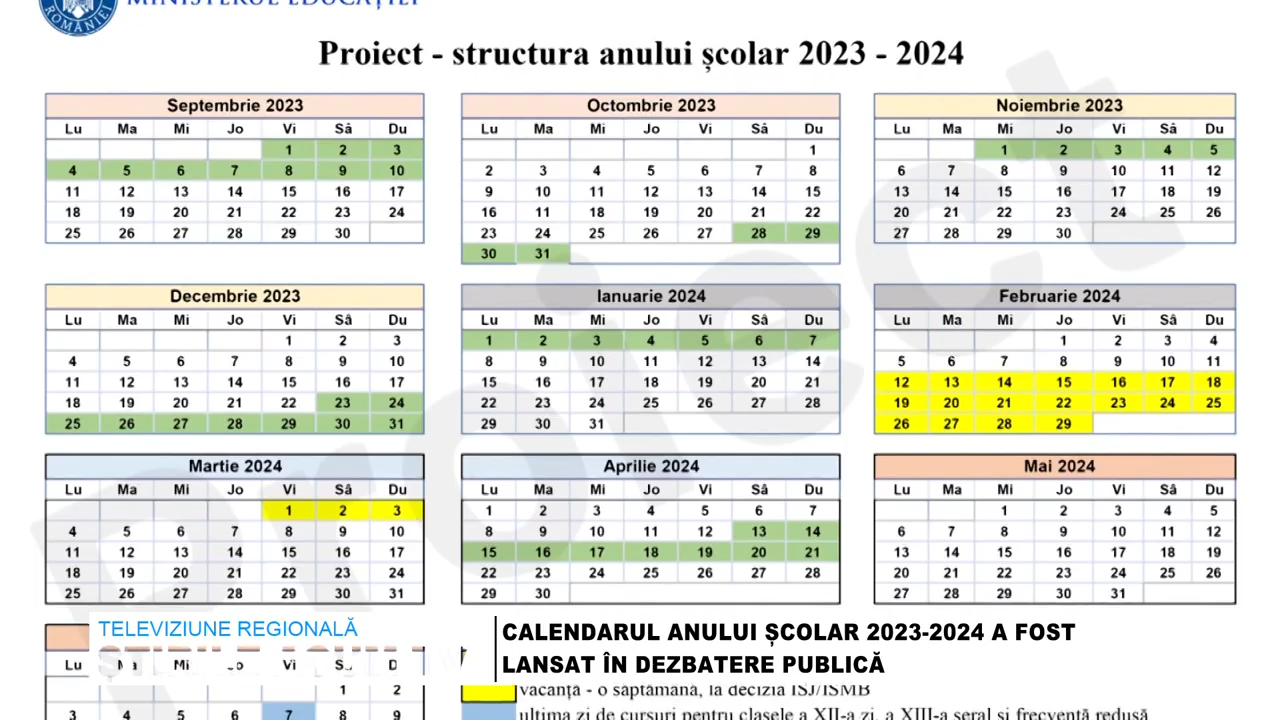 MINISTERUL EDUCAȚIEI
ROMÂNIEI
Proiect - structura anului școlar 2023 - 2024
Septembrie 2023
Lu Ma Mi Jo Vi Sâ Du
1 2 3
4 5 6 7 8 9 10
11 12 13 14 15 16 17
18 19 20 21 22 23 24
25 26 27 28 29 30
Octombrie 2023
Lu Ma Mi Jo Vi Sâ Du
1
2 3 4 5 6 7 8
9 10 11 12 13 14 15
16 11 18 19 20 21 22
23 24 25 26 27 28 29
30 31
Noiembrie 2023
Lu Ma Mi Jo Vi Sâ Du
1 2 3 4 5
6 7 8 9 10 11 12
13 14 15 16 17 18 19
20 21 22 23 24 25 26
27 28 29 30
Decembrie 2023
Lu Ma Mi Jo Vi Sâ Du
1 2 3
4 5 6 7 8 9 10
11 12 13 14 15 16 17
18 19 20 21 22 23 24
25 26 27 28 29 30 31
Ianuarie 2024
Lu Ma Mi Jo Vi Sâ Du
1 2 3 4 5 6 7
8 9 10 11 12 13 14
15 16 17 18 19 20 21
22 23 24 25 26 27 28
29 30 31
Februarie 2024
Lu Ma Mi Jo Vi Sâ Du
1 2 3 4
5 6 7 8 9 10 11
12 13 14 15 16 17 18
19 20 21 22 23 24 25
26 27 28 29
Martie 2024
Lu Ma Mi Jo Vi Sâ Du
1 2 3
4 5 6 7 8 9 10
11 12 13 14 15 16 17
18 19 20 21 22 23 24
25 26 27 28 29 30 31
Aprilie 2024
Lu Ma Mi Jo Vi Sâ Du
1 2 3 4 5 6 7
8 9 10 11 12 13 14
15 16 17 18 19 20 21
22 23 24 25 26 27 28
29 30
Mai 2024
Lu Ma Mi Jo Vi Sâ Du
1 2 3 4 5
6 7 8 9 10 11 12
13 14 15 16 17 18 19
20 21 22 23 24 25 26
27 28 29 30 31
Proiect
TELEVIZIUNE REGIONALĂ
CALENDARUL ANULUI ȘCOLAR 2023-2024 A FOST
LANSAT ÎN DEZBATERE PUBLICĂ
Lu Vi
1 2
3 4 5 6 7 8 9
vacanță - o săptămână, la decizia ISJ/ISMB
ultima zi de cursuri pentru clasele a XII-a zi, a XIII-a seral și frecvență redusă